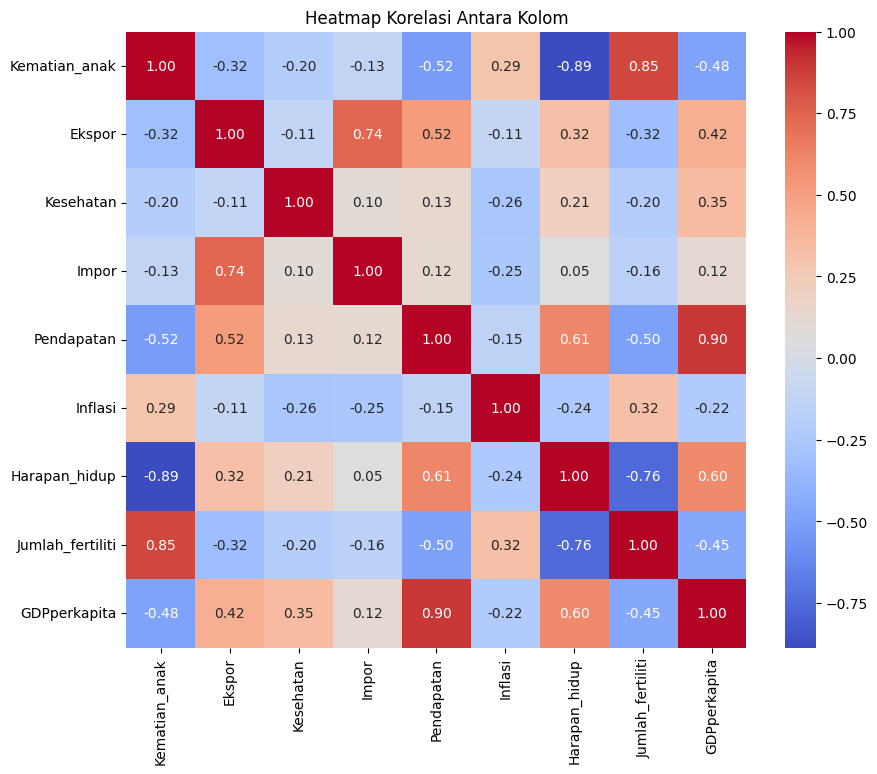 Heatmap Korelasi Antara Kolom
Kematian_anak 1.00 -0.32 -0.20 -0.13 -0.52 0.29 -0.89 0.85 -0.48
Ekspor -0.32 1.00 -0.11 0.74 0.52 -0.11 0.32 -0.32 0.42
Kesehatan -0.20 -0.11 1.00 0.10 0.13 -0.26 0.21 -0.20 0.35
Impor -0.13 0.74 0.10 1.00 0.12 -0.25 0.05 -0.16 0.12
Pendapatan -0.52 0.52 0.13 0.12 1.00 -0.15 0.61 -0.50 0.90
Inflasi 0.29 -0.11 -0.26 -0.25 -0.15 1.00 -0.24 0.32 -0.22
Harapan_hidup -0.89 0.32 0.21 0.05 0.61 -0.24 1.00 -0.76 0.60
Jumlah_fertiliti 0.85 -0.32 -0.20 -0.16 -0.50 0.32 -0.76 1.00 -0.45
GDPperkapita -0.48 0.42 0.35 0.12 0.90 -0.22 0.60 -0.45 1.00
Kematian_anak
Ekspor
Kesehatan
Impor
Pendapatan
Inflasi
Harapan_hidup
Jumlah_fertiliti
GDPperkapita
1.00
0.75
0.50
0.25
0.00
−0.25
−0.50
−0.75